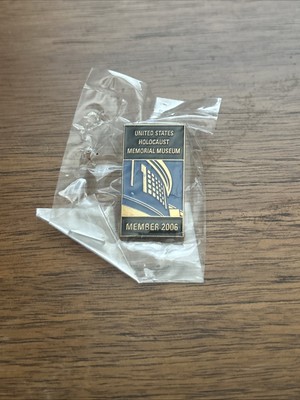 UNITED STATES
HOLOCAUST
MEMORIAL MUSEUM
MEMBER 2006